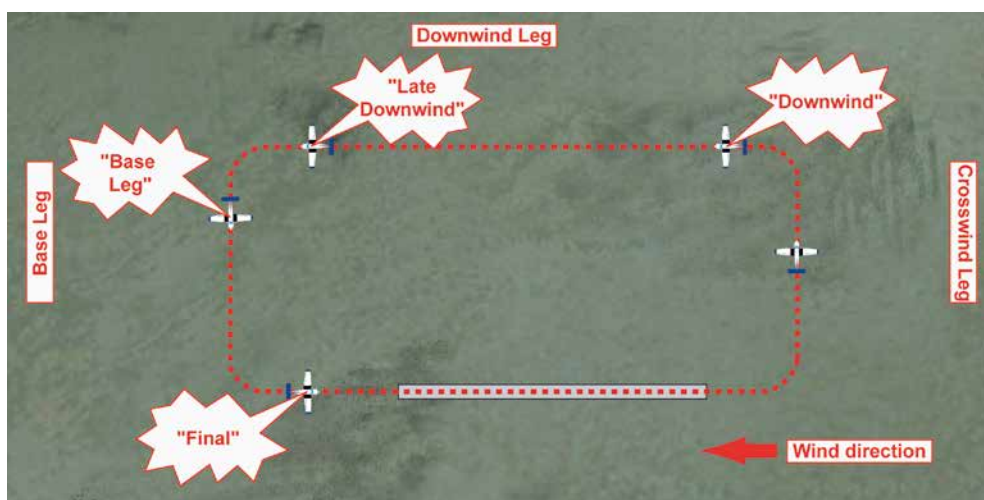 Downwind Leg
"Late
Downwind"
"Downwind"
"Base
Leg"
Base Leg
Crosswind Leg
"Final"
Wind direction